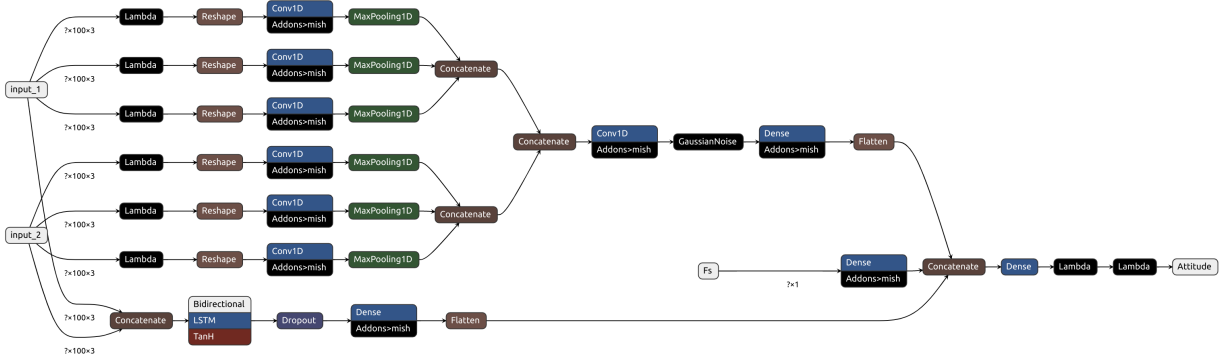 Lambda Reshape Conv1D MaxPooling1D
Addons>mish
?×100×3
Lambda Reshape Conv1D MaxPooling1D Concatenate
Addons>mish
?×100×3
input_1
Lambda Reshape Conv1D MaxPooling1D
Addons>mish
?×100×3
Concatenate Conv1D GaussianNoise Dense Flatten
Addons>mish Addons>mish
Lambda Reshape Conv1D MaxPooling1D
Addons>mish
?×100×3
Lambda Reshape Conv1D MaxPooling1D Concatenate
Addons>mish
?×100×3
input_2
Lambda Reshape Conv1D MaxPooling1D
Addons>mish
?×100×3
Fs Dense Concatenate Dense Lambda Lambda Attitude
Addons>mish
?×1
?×100×3
Concatenate Bidirectional Dropout Dense Flatten
LSTM Addons>mish
TanH
?×100×3